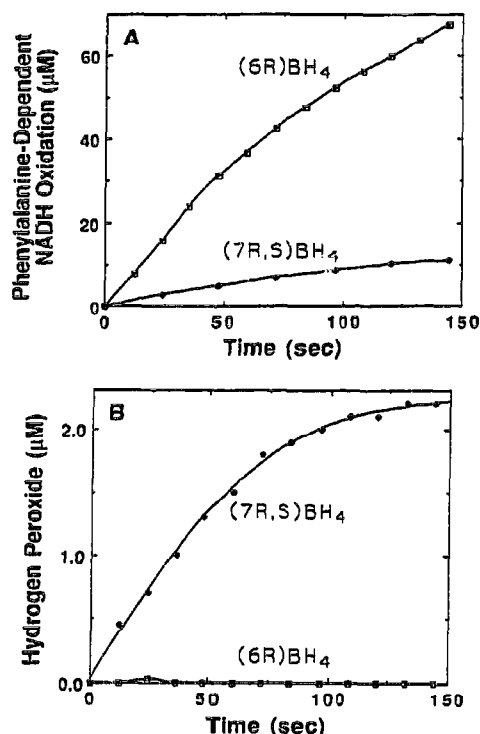 A
Phenylalanine-Dependent
NADH Oxidation (μM)
60
40
20
0
(6R)BH4
(7R,S)BH4
0
50
100
150
Time (sec)
B
Hydrogen Peroxide (μM)
2.0
1.0
0.0
(7R,S)BH4
(6R)BH4
0
50
100
150
Time (sec)